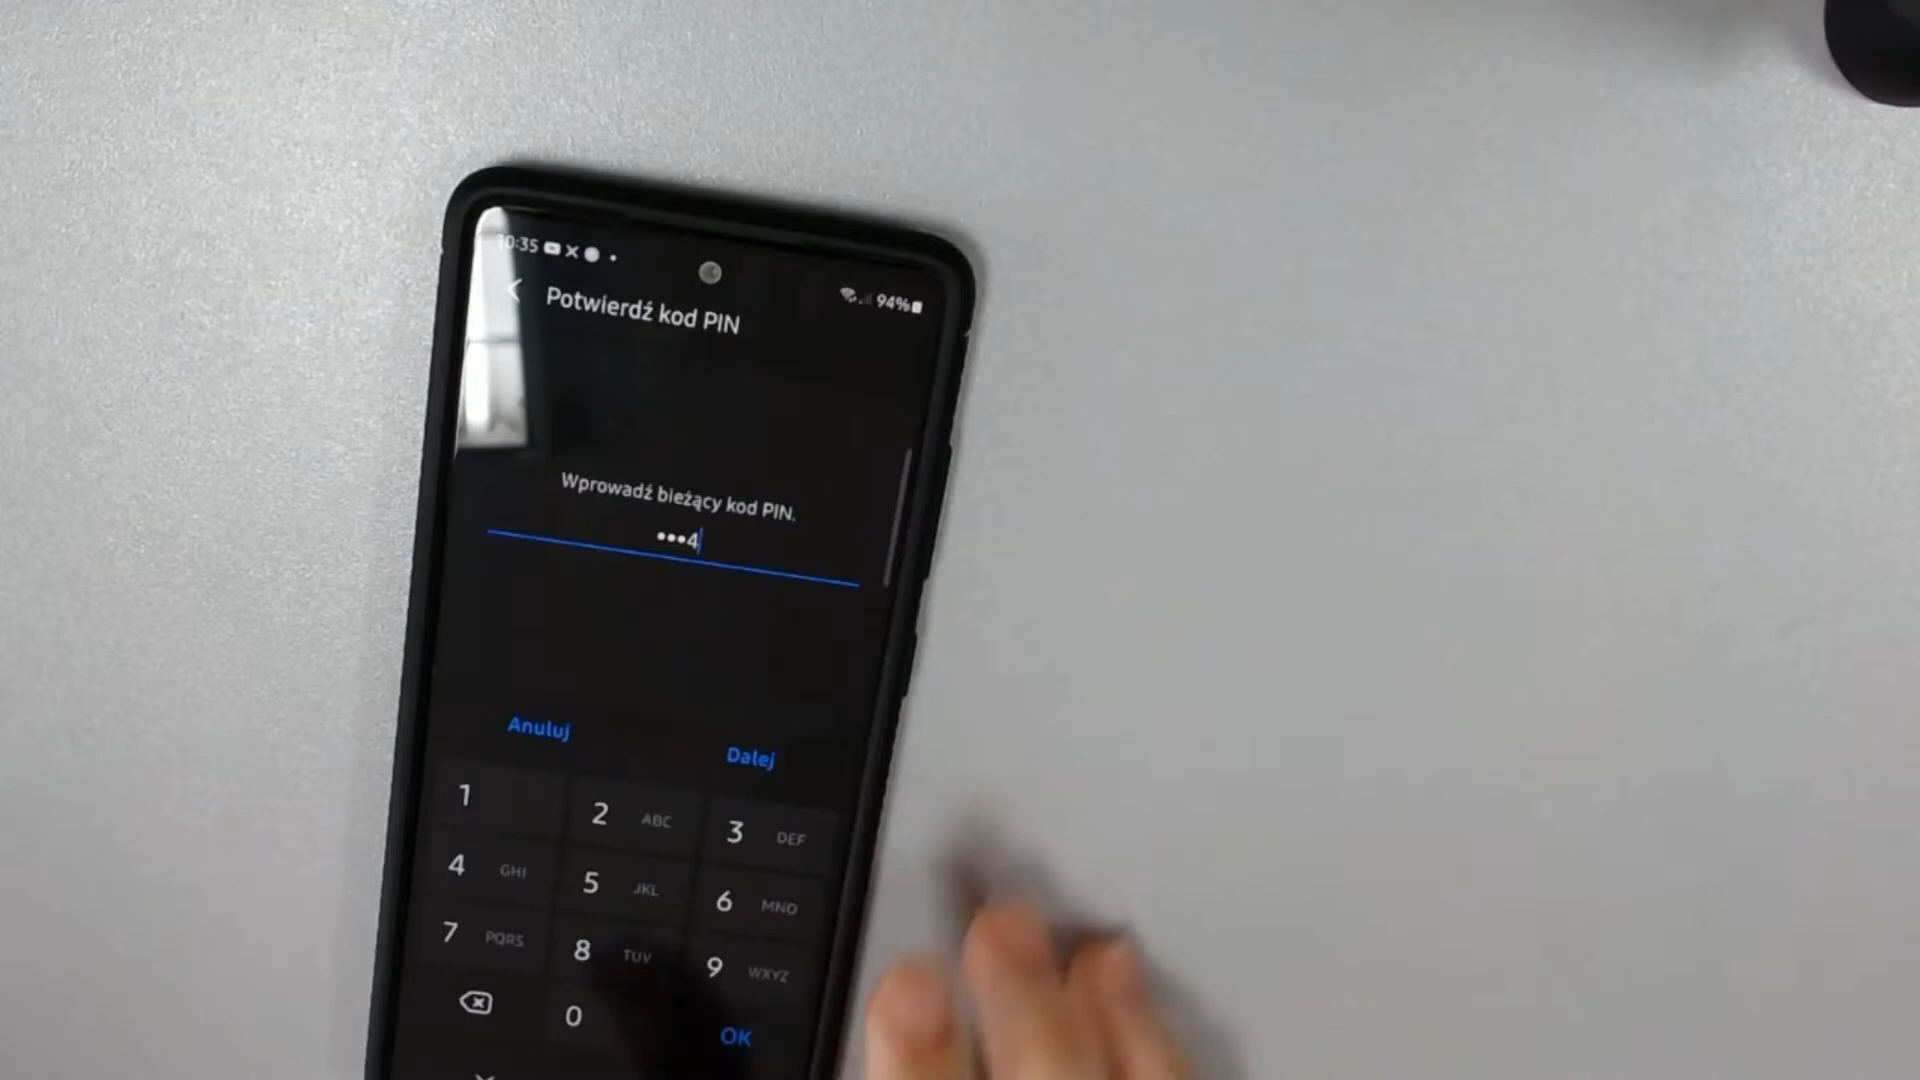 10:35
94%
Potwierdź kod PIN
Wprowadź bieżący kod PIN.
•••4
Anuluj
Dalej
1
2 ABC
3 DEF
4 GHI
5 JKL
6 MNO
7 PQRS
8 TUV
9 WXYZ
0
OK